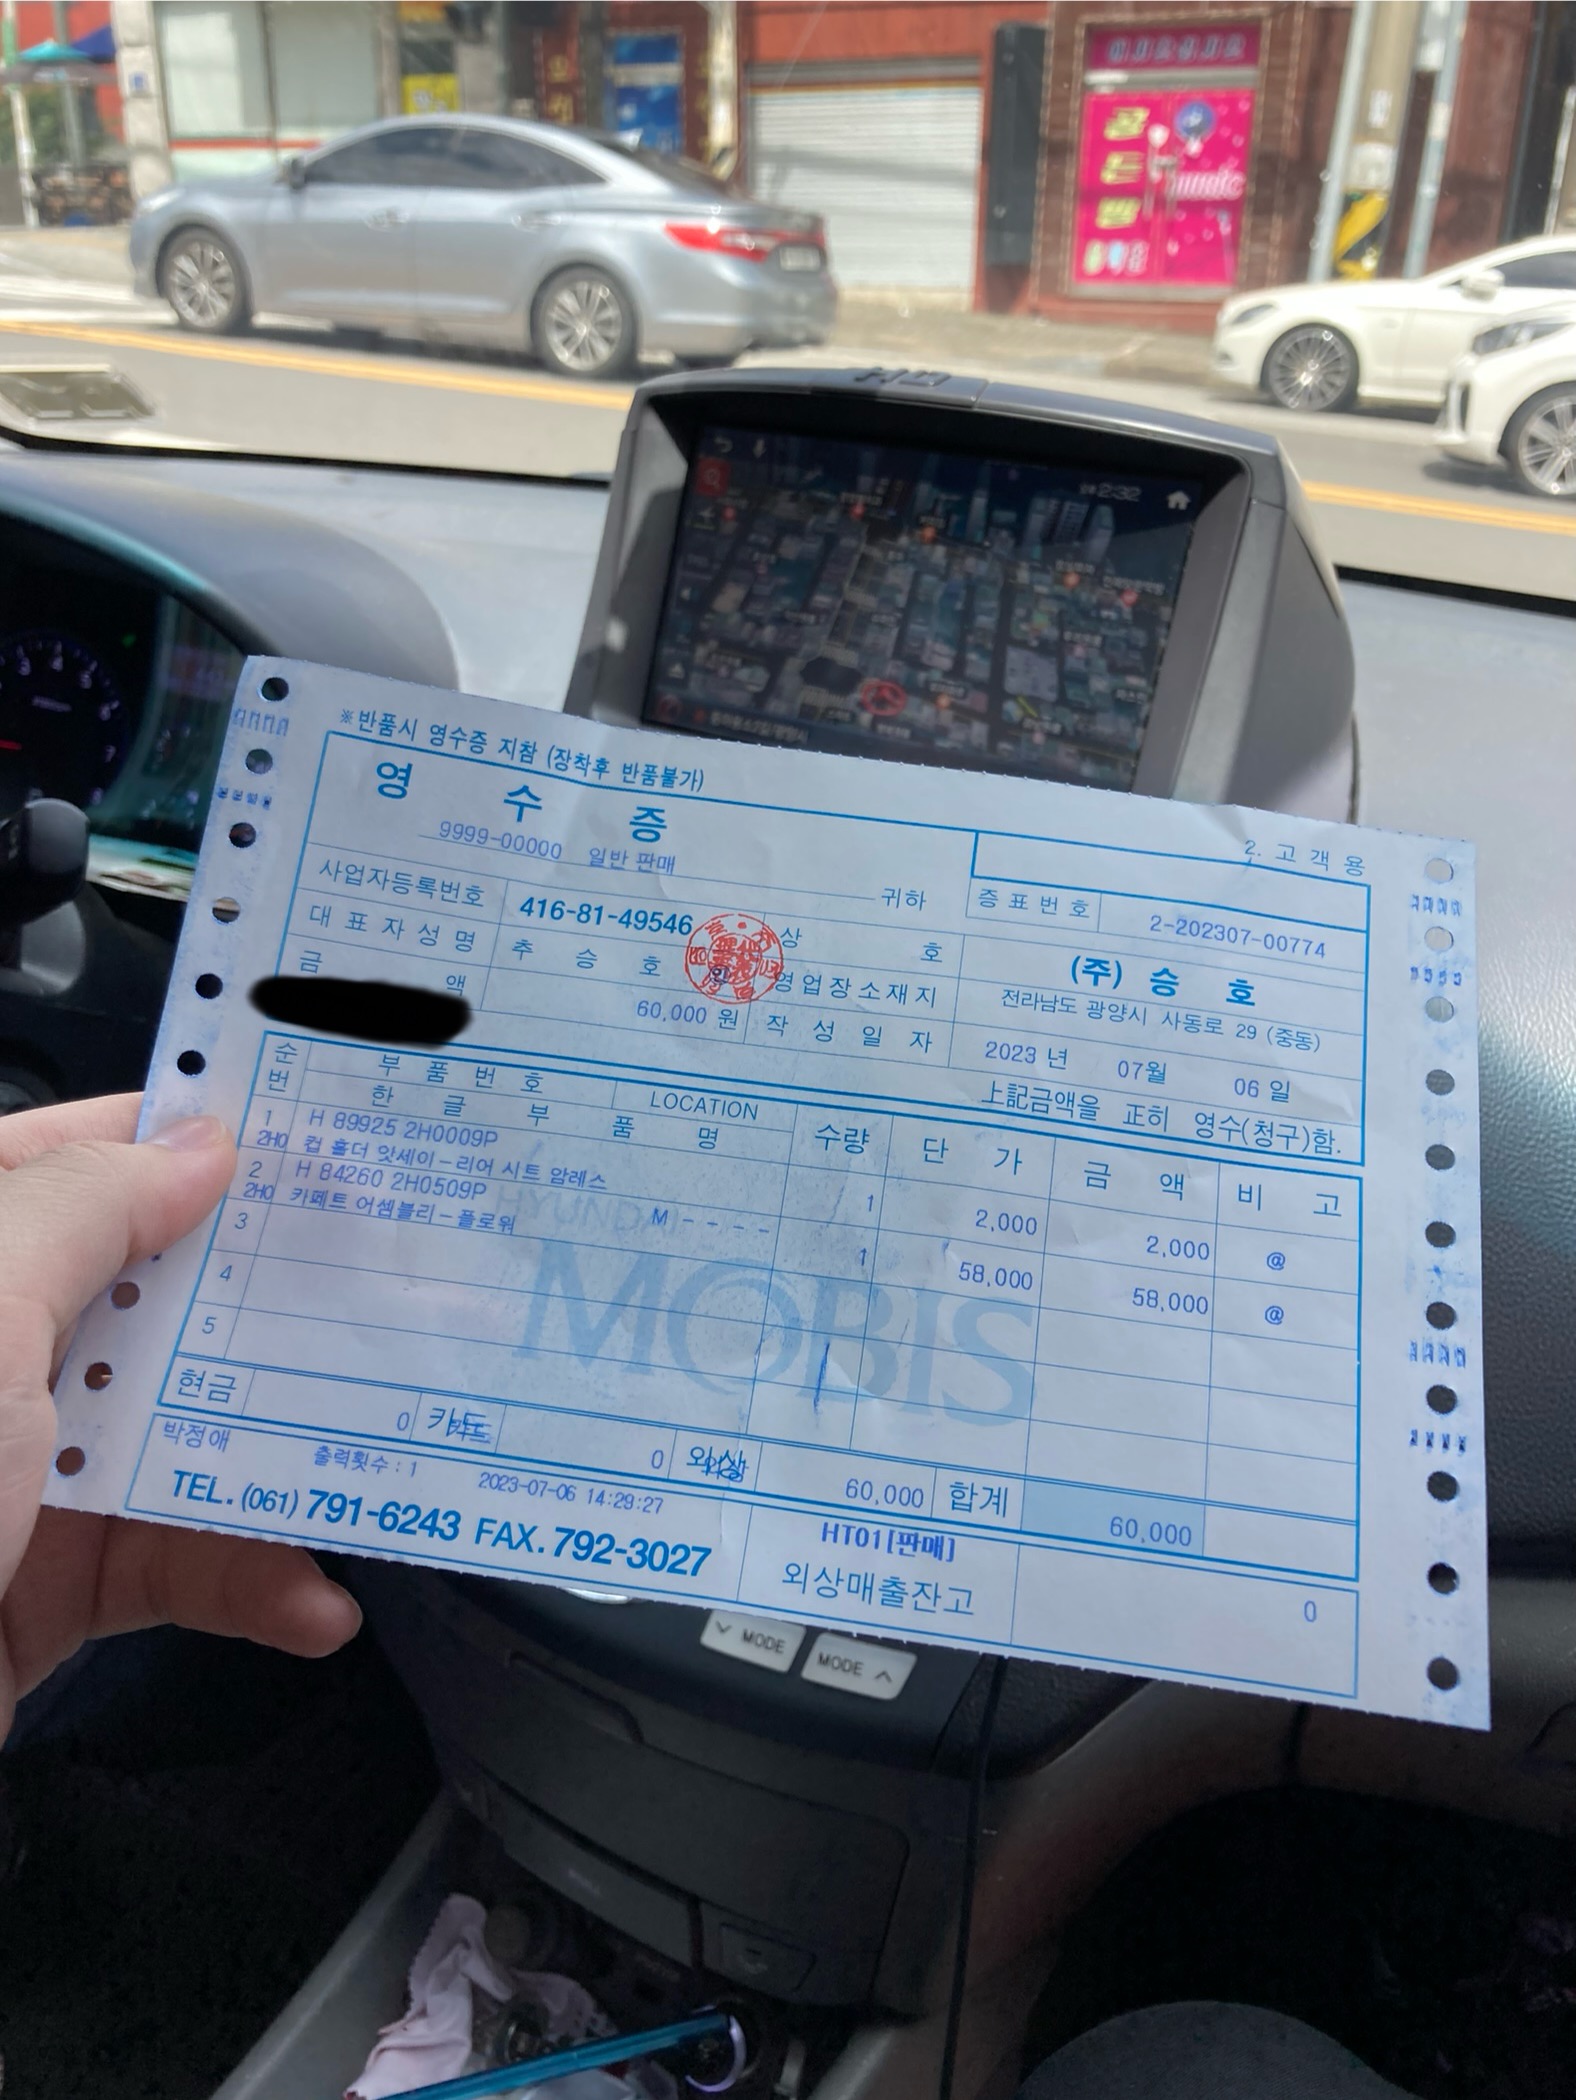 music
2:32
※반품시 영수증 지참 (장착후 반품불가)
영 수 증
2. 고 객 용
9999-00000 일반 판매
귀하
증 표 번 호 2-202307-00774
사업자등록번호 416-81-49546 상 호 (주) 승 호
대 표 자 성 명 추 승 호 영업장소재지 전라남도 광양시 사동로 29 (중동)
금 액 60,000 원 작 성 일 자 2023 년 07월 06 일
上記금액을 正히 영수(청구)함.
순번 부 품 번 호 LOCATION 수량 단 가 금 액 비 고
한 글 부 품 명
1 H 89925 2H0009P 1 2,000 2,000 @
2H0 컵 홀더 앗세이-리어 시트 암레스
2 H 84260 2H0509P M - - - - 1 58,000 58,000 @
2H0 카페트 어셈블리-플로워
3
4
5
HYUNDAI
MOBIS
현금 0 카드 0 외상 60,000 합계 60,000
박정애 출력횟수 : 1 2023-07-06 14:29:27
TEL. (061) 791-6243 FAX. 792-3027
HT01[판매]
외상매출잔고 0
MODE
MODE